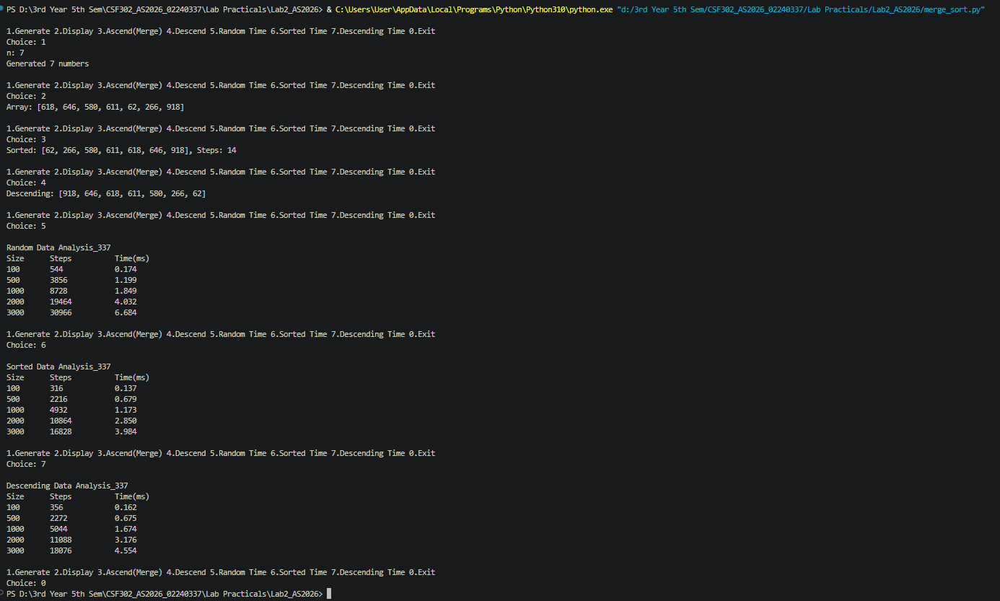 PS D:\3rd Year 5th Sem\CSF302_AS2026_02240337\Lab Practicals\Lab2_AS2026> & C:\Users\User\AppData\Local\Programs\Python\Python310\python.exe "d:/3rd Year 5th Sem/CSF302_AS2026_02240337/Lab Practicals/Lab2_AS2026/merge_sort.py"
1.Generate 2.Display 3.Ascend(Merge) 4.Descend 5.Random Time 6.Sorted Time 7.Descending Time 0.Exit
Choice: 1
n: 7
Generated 7 numbers
1.Generate 2.Display 3.Ascend(Merge) 4.Descend 5.Random Time 6.Sorted Time 7.Descending Time 0.Exit
Choice: 2
Array: [618, 646, 580, 611, 62, 266, 918]
1.Generate 2.Display 3.Ascend(Merge) 4.Descend 5.Random Time 6.Sorted Time 7.Descending Time 0.Exit
Choice: 3
Sorted: [62, 266, 580, 611, 618, 646, 918], Steps: 14
1.Generate 2.Display 3.Ascend(Merge) 4.Descend 5.Random Time 6.Sorted Time 7.Descending Time 0.Exit
Choice: 4
Descending: [918, 646, 618, 611, 580, 266, 62]
1.Generate 2.Display 3.Ascend(Merge) 4.Descend 5.Random Time 6.Sorted Time 7.Descending Time 0.Exit
Choice: 5
Random Data Analysis_337
Size Steps Time(ms)
100 544 0.174
500 3856 1.199
1000 8728 1.849
2000 19464 4.032
3000 30966 6.684
1.Generate 2.Display 3.Ascend(Merge) 4.Descend 5.Random Time 6.Sorted Time 7.Descending Time 0.Exit
Choice: 6
Sorted Data Analysis_337
Size Steps Time(ms)
100 316 0.137
500 2216 0.679
1000 4932 1.173
2000 10864 2.850
3000 16828 3.984
1.Generate 2.Display 3.Ascend(Merge) 4.Descend 5.Random Time 6.Sorted Time 7.Descending Time 0.Exit
Choice: 7
Descending Data Analysis_337
Size Steps Time(ms)
100 356 0.162
500 2272 0.675
1000 5044 1.674
2000 11088 3.176
3000 18076 4.554
1.Generate 2.Display 3.Ascend(Merge) 4.Descend 5.Random Time 6.Sorted Time 7.Descending Time 0.Exit
Choice: 0
PS D:\3rd Year 5th Sem\CSF302_AS2026_02240337\Lab Practicals\Lab2_AS2026>